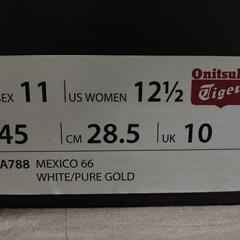 EX 11 US WOMEN 12½ Onitsuk
Tiger
45 CM 28.5 UK 10
A788 MEXICO 66
WHITE/PURE GOLD